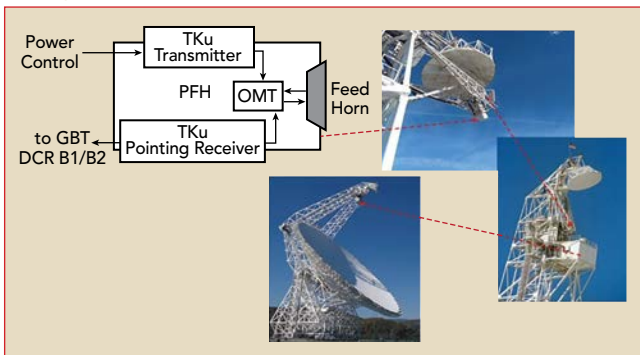 Power
Control
TKu
Transmitter
PFH
OMT
Feed
Horn
to GBT
DCR B1/B2
TKu
Pointing Receiver